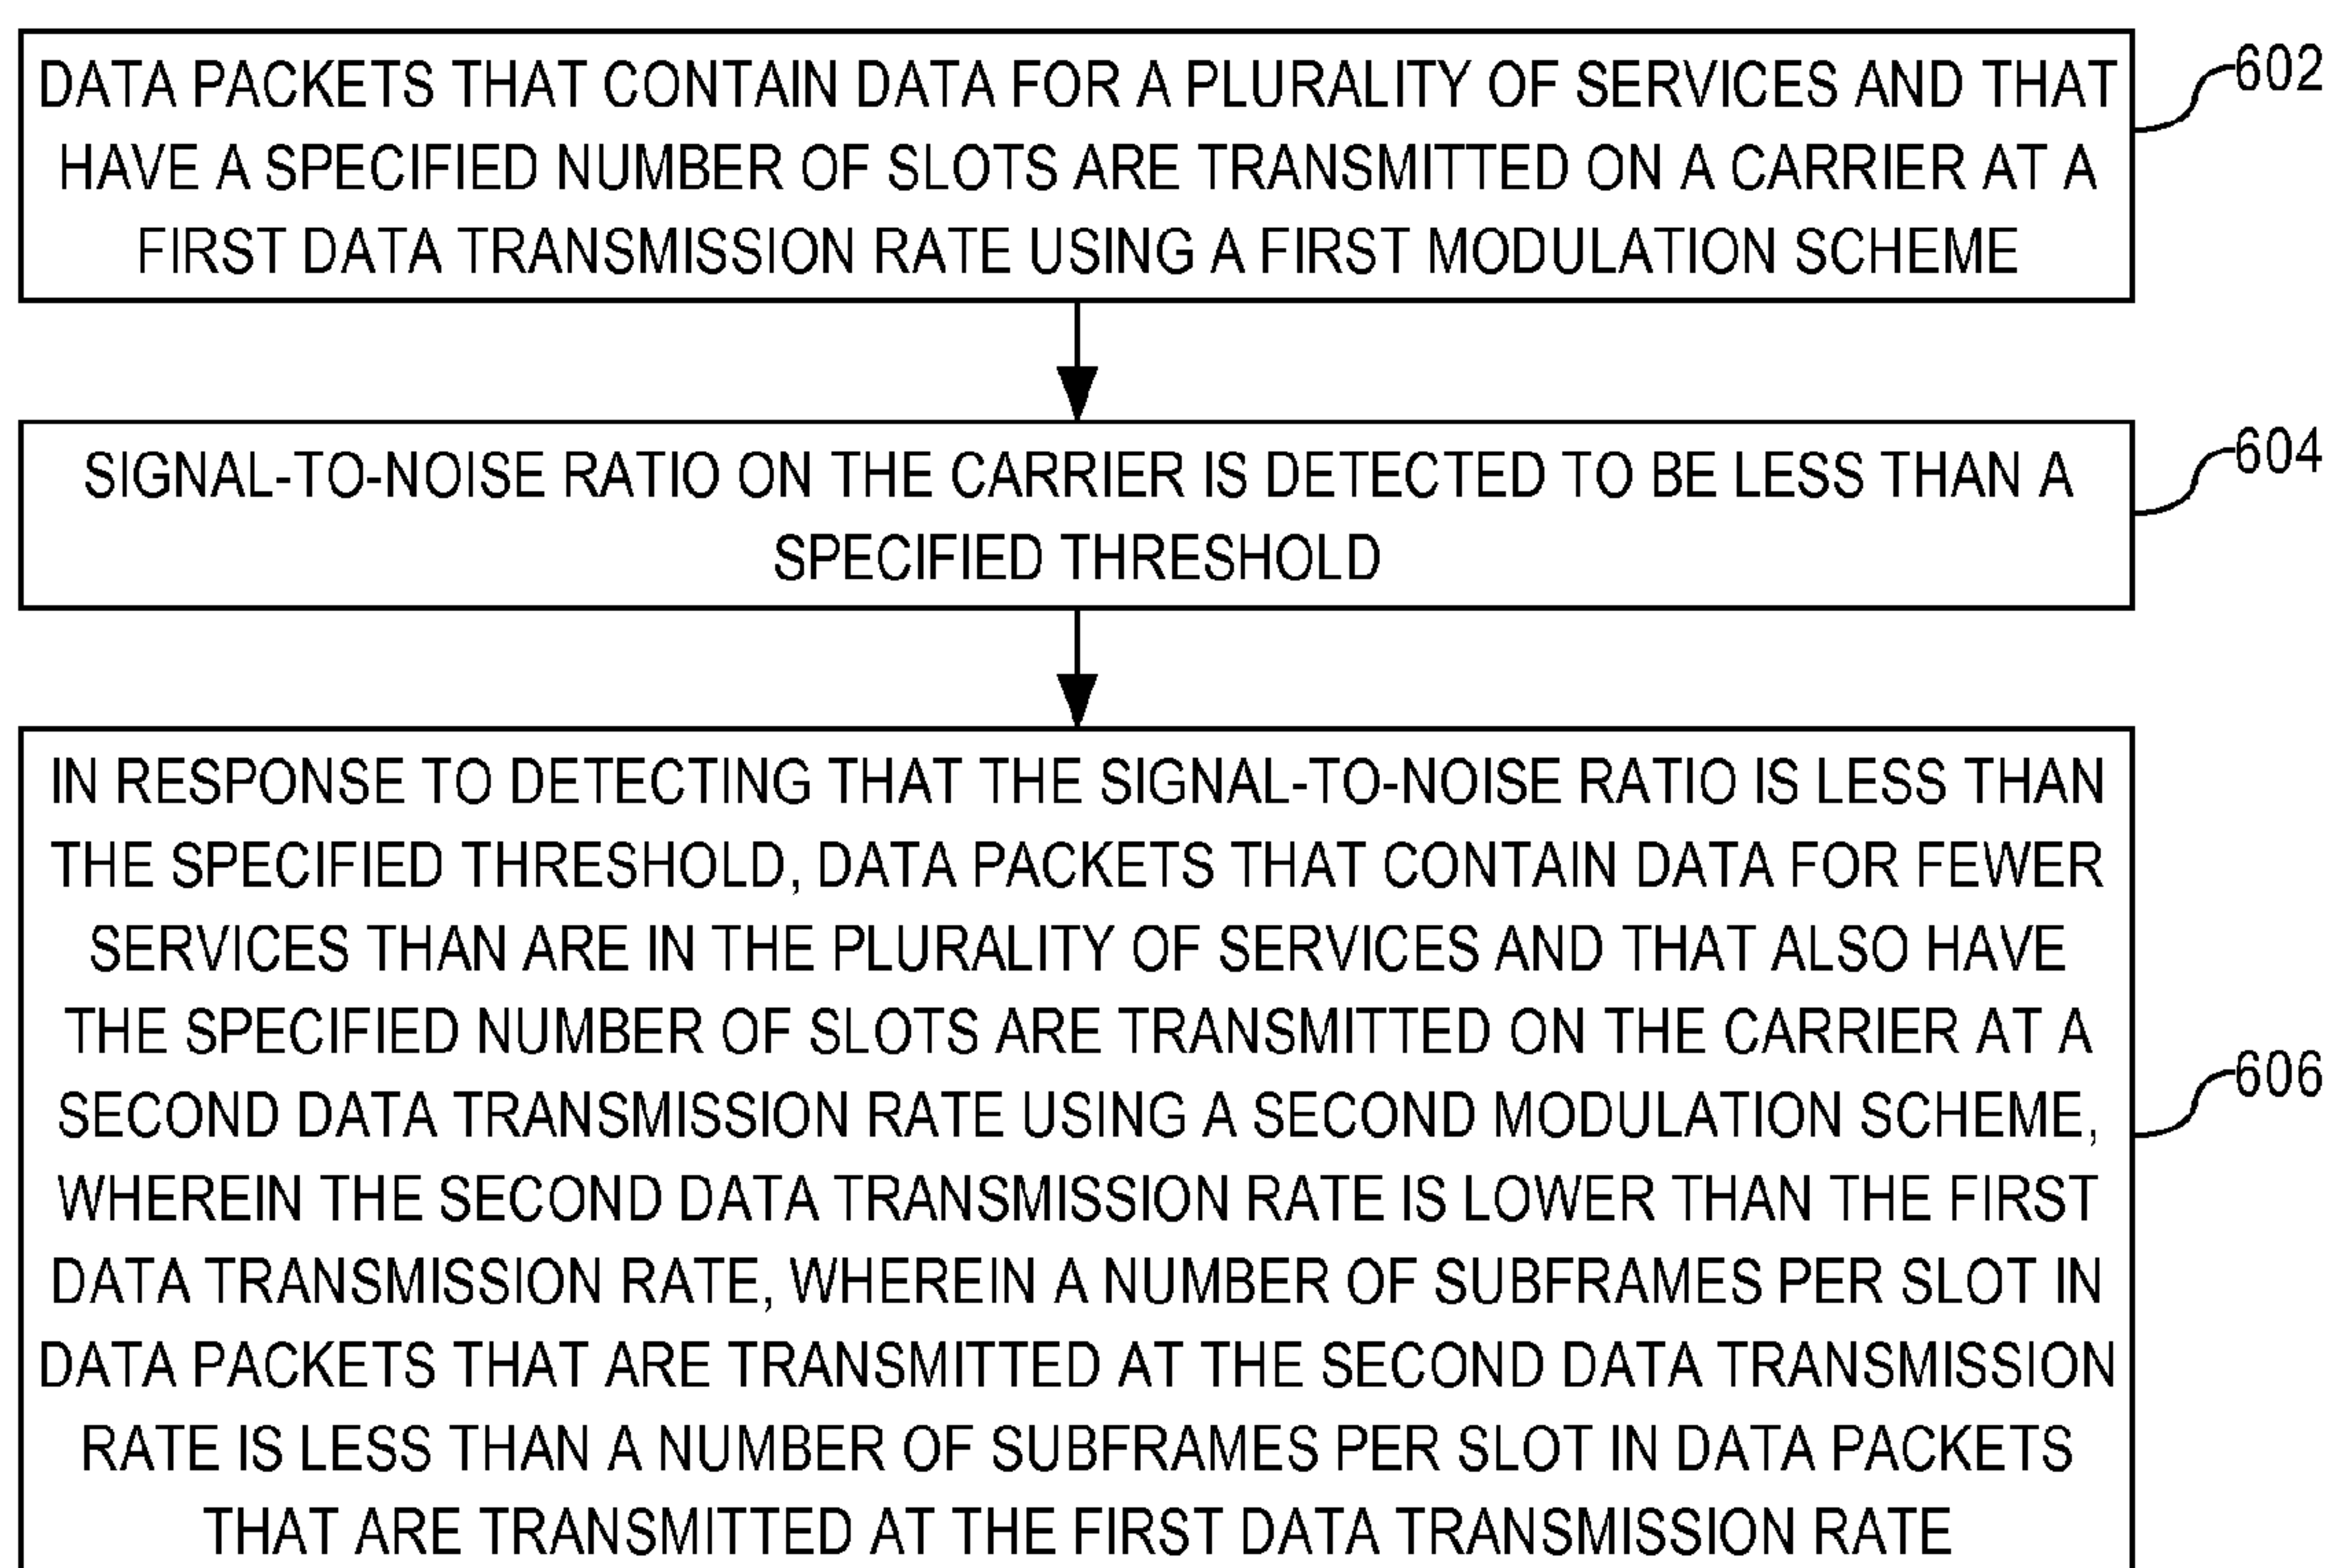 DATA PACKETS THAT CONTAIN DATA FOR A PLURALITY OF SERVICES AND THAT
HAVE A SPECIFIED NUMBER OF SLOTS ARE TRANSMITTED ON A CARRIER AT A
FIRST DATA TRANSMISSION RATE USING A FIRST MODULATION SCHEME
602
SIGNAL-TO-NOISE RATIO ON THE CARRIER IS DETECTED TO BE LESS THAN A
SPECIFIED THRESHOLD
604
IN RESPONSE TO DETECTING THAT THE SIGNAL-TO-NOISE RATIO IS LESS THAN
THE SPECIFIED THRESHOLD, DATA PACKETS THAT CONTAIN DATA FOR FEWER
SERVICES THAN ARE IN THE PLURALITY OF SERVICES AND THAT ALSO HAVE
THE SPECIFIED NUMBER OF SLOTS ARE TRANSMITTED ON THE CARRIER AT A
SECOND DATA TRANSMISSION RATE USING A SECOND MODULATION SCHEME,
WHEREIN THE SECOND DATA TRANSMISSION RATE IS LOWER THAN THE FIRST
DATA TRANSMISSION RATE, WHEREIN A NUMBER OF SUBFRAMES PER SLOT IN
DATA PACKETS THAT ARE TRANSMITTED AT THE SECOND DATA TRANSMISSION
RATE IS LESS THAN A NUMBER OF SUBFRAMES PER SLOT IN DATA PACKETS
THAT ARE TRANSMITTED AT THE FIRST DATA TRANSMISSION RATE
606